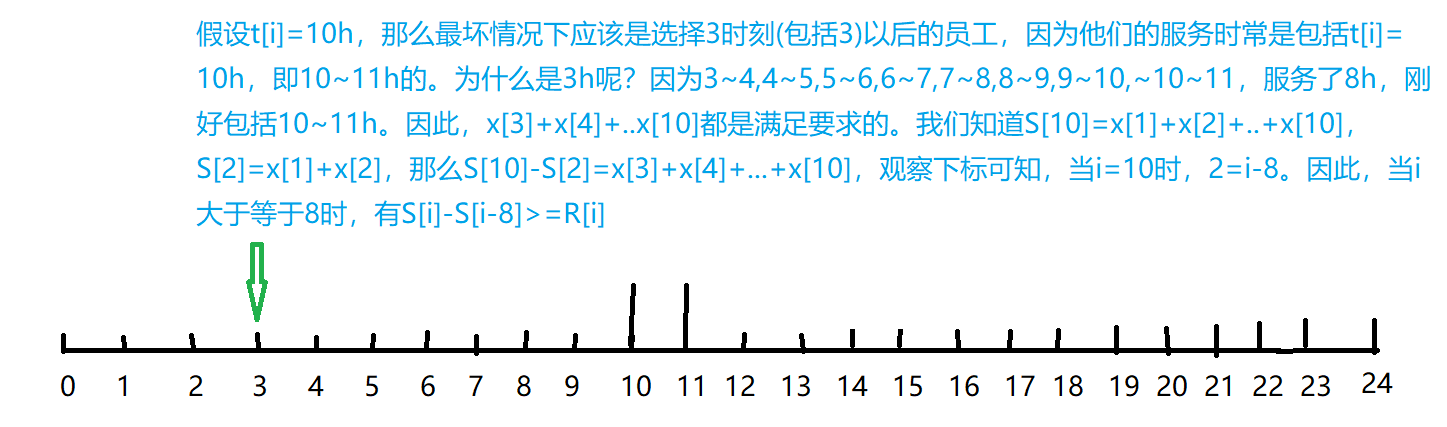 假设t[i]=10h，那么最坏情况下应该是选择3时刻(包括3)以后的员工，因为他们的服务时常是包括t[i]=
10h，即10~11h的。为什么是3h呢？因为3~4,4~5,5~6,6~7,7~8,8~9,9~10,~10~11，服务了8h，刚
好包括10~11h。因此，x[3]+x[4]+..x[10]都是满足要求的。我们知道S[10]=x[1]+x[2]+..+x[10]，
S[2]=x[1]+x[2]，那么S[10]-S[2]=x[3]+x[4]+...+x[10]，观察下标可知，当i=10时，2=i-8。因此，当i
大于等于8时，有S[i]-S[i-8]>=R[i]
0 1 2 3 4 5 6 7 8 9 10 11 12 13 14 15 16 17 18 19 20 21 22 23 24